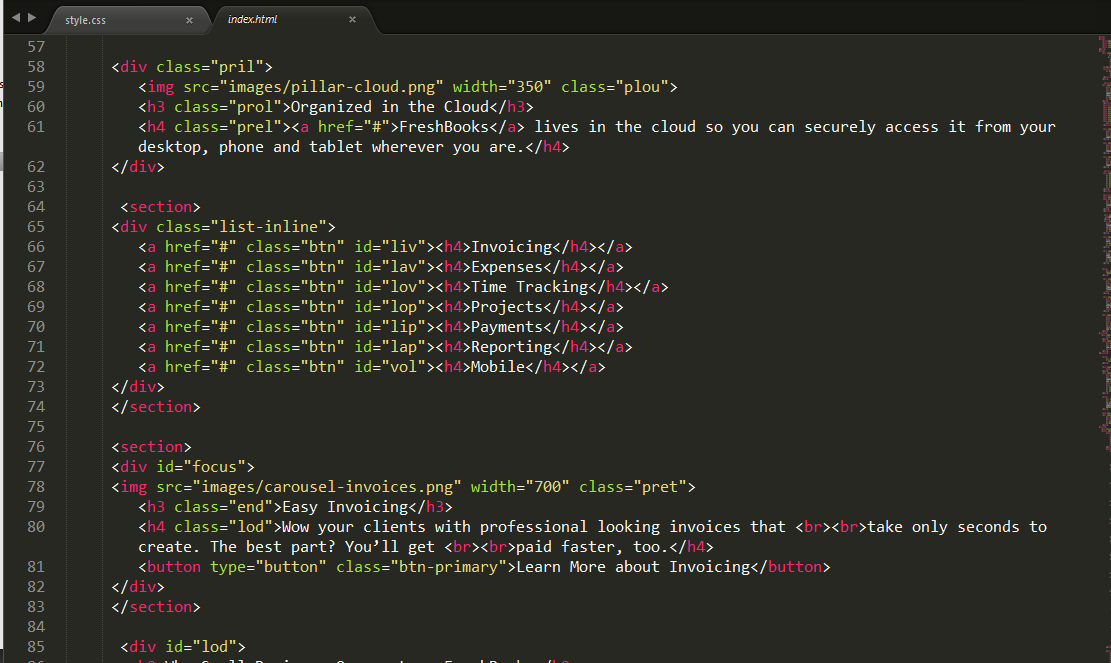 style.css × index.html ×
57
58 <div class="pril">
59 <img src="images/pillar-cloud.png" width="350" class="plou">
60 <h3 class="prol">Organized in the Cloud</h3>
61 <h4 class="prel"><a href="#">FreshBooks</a> lives in the cloud so you can securely access it from your
desktop, phone and tablet wherever you are.</h4>
62 </div>
63
64 <section>
65 <div class="list-inline">
66 <a href="#" class="btn" id="liv"><h4>Invoicing</h4></a>
67 <a href="#" class="btn" id="lav"><h4>Expenses</h4></a>
68 <a href="#" class="btn" id="lov"><h4>Time Tracking</h4></a>
69 <a href="#" class="btn" id="lop"><h4>Projects</h4></a>
70 <a href="#" class="btn" id="lip"><h4>Payments</h4></a>
71 <a href="#" class="btn" id="lap"><h4>Reporting</h4></a>
72 <a href="#" class="btn" id="vol"><h4>Mobile</h4></a>
73 </div>
74 </section>
75
76 <section>
77 <div id="focus">
78 <img src="images/carousel-invoices.png" width="700" class="pret">
79 <h3 class="end">Easy Invoicing</h3>
80 <h4 class="lod">Wow your clients with professional looking invoices that <br><br>take only seconds to
create. The best part? You’ll get <br><br>paid faster, too.</h4>
81 <button type="button" class="btn-primary">Learn More about Invoicing</button>
82 </div>
83 </section>
84
85 <div id="lod">